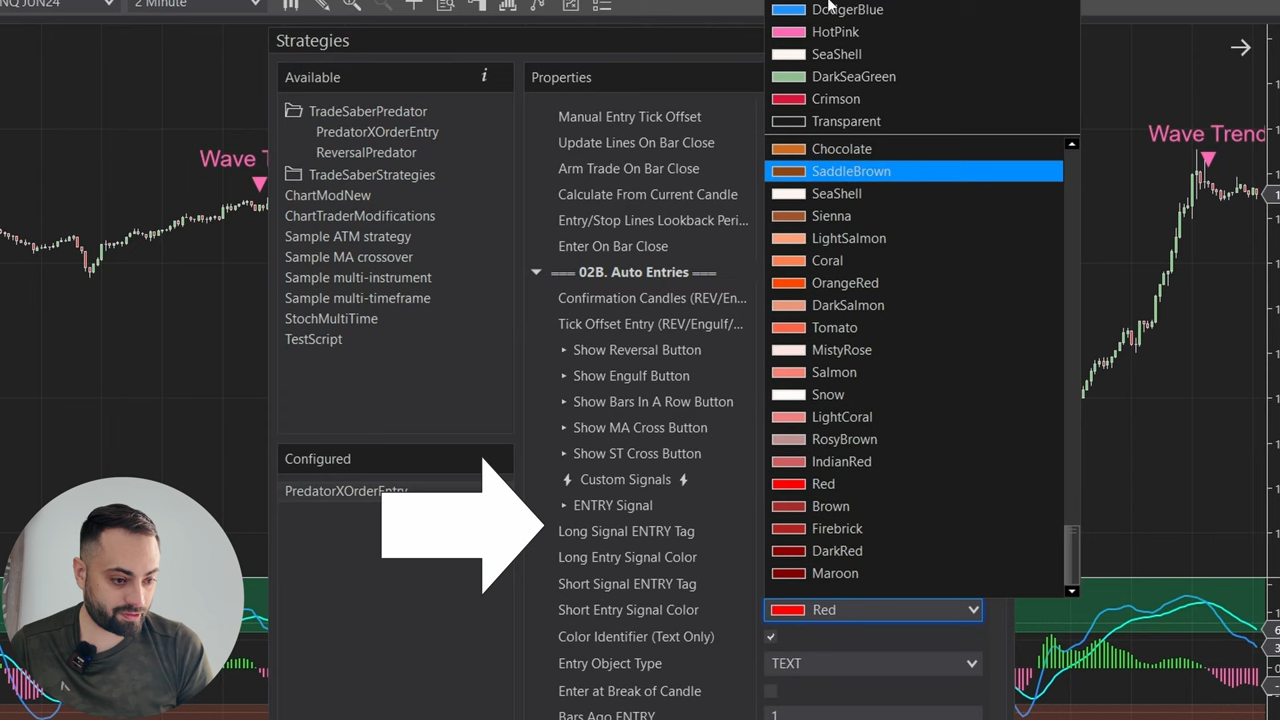 NQ JUN24
2 Minute
Strategies
Available
i
TradeSaberPredator
PredatorXOrderEntry
ReversalPredator
TradeSaberStrategies
ChartModNew
ChartTraderModifications
Sample ATM strategy
Sample MA crossover
Sample multi-instrument
Sample multi-timeframe
StochMultiTime
TestScript
Configured
PredatorXOrderEntry
Properties
Manual Entry Tick Offset
Update Lines On Bar Close
Arm Trade On Bar Close
Calculate From Current Candle
Entry/Stop Lines Lookback Peri...
Enter On Bar Close
=== 02B. Auto Entries ===
Confirmation Candles (REV/En...
Tick Offset Entry (REV/Engulf/...
Show Reversal Button
Show Engulf Button
Show Bars In A Row Button
Show MA Cross Button
Show ST Cross Button
Custom Signals
ENTRY Signal
Long Signal ENTRY Tag
Long Entry Signal Color
Short Signal ENTRY Tag
Short Entry Signal Color
Color Identifier (Text Only)
Entry Object Type
Enter at Break of Candle
Bars Ago ENTRY
DodgerBlue
HotPink
SeaShell
DarkSeaGreen
Crimson
Transparent
Chocolate
SaddleBrown
SeaShell
Sienna
LightSalmon
Coral
OrangeRed
DarkSalmon
Tomato
MistyRose
Salmon
Snow
LightCoral
RosyBrown
IndianRed
Red
Brown
Firebrick
DarkRed
Maroon
Red
TEXT
1
Wave T
Wave Trend